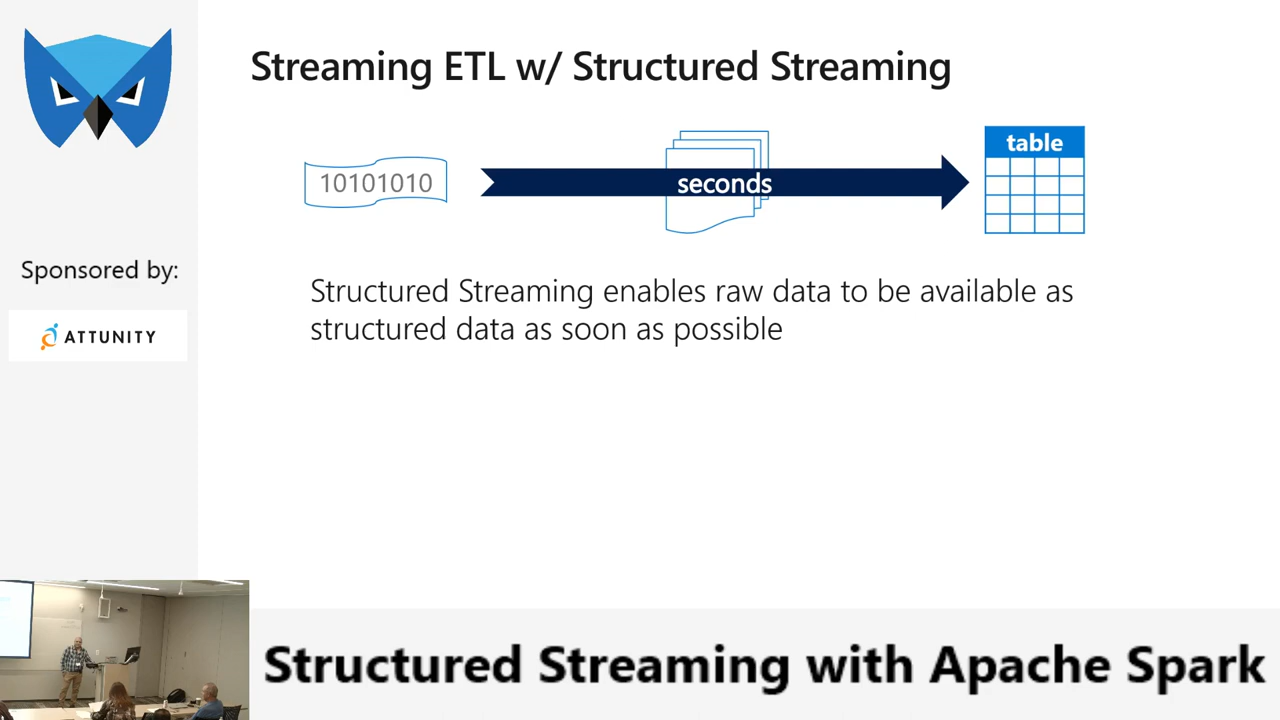 Streaming ETL w/ Structured Streaming
10101010
seconds
table
Sponsored by:
ATTUNITY
Structured Streaming enables raw data to be available as
structured data as soon as possible
Structured Streaming with Apache Spark